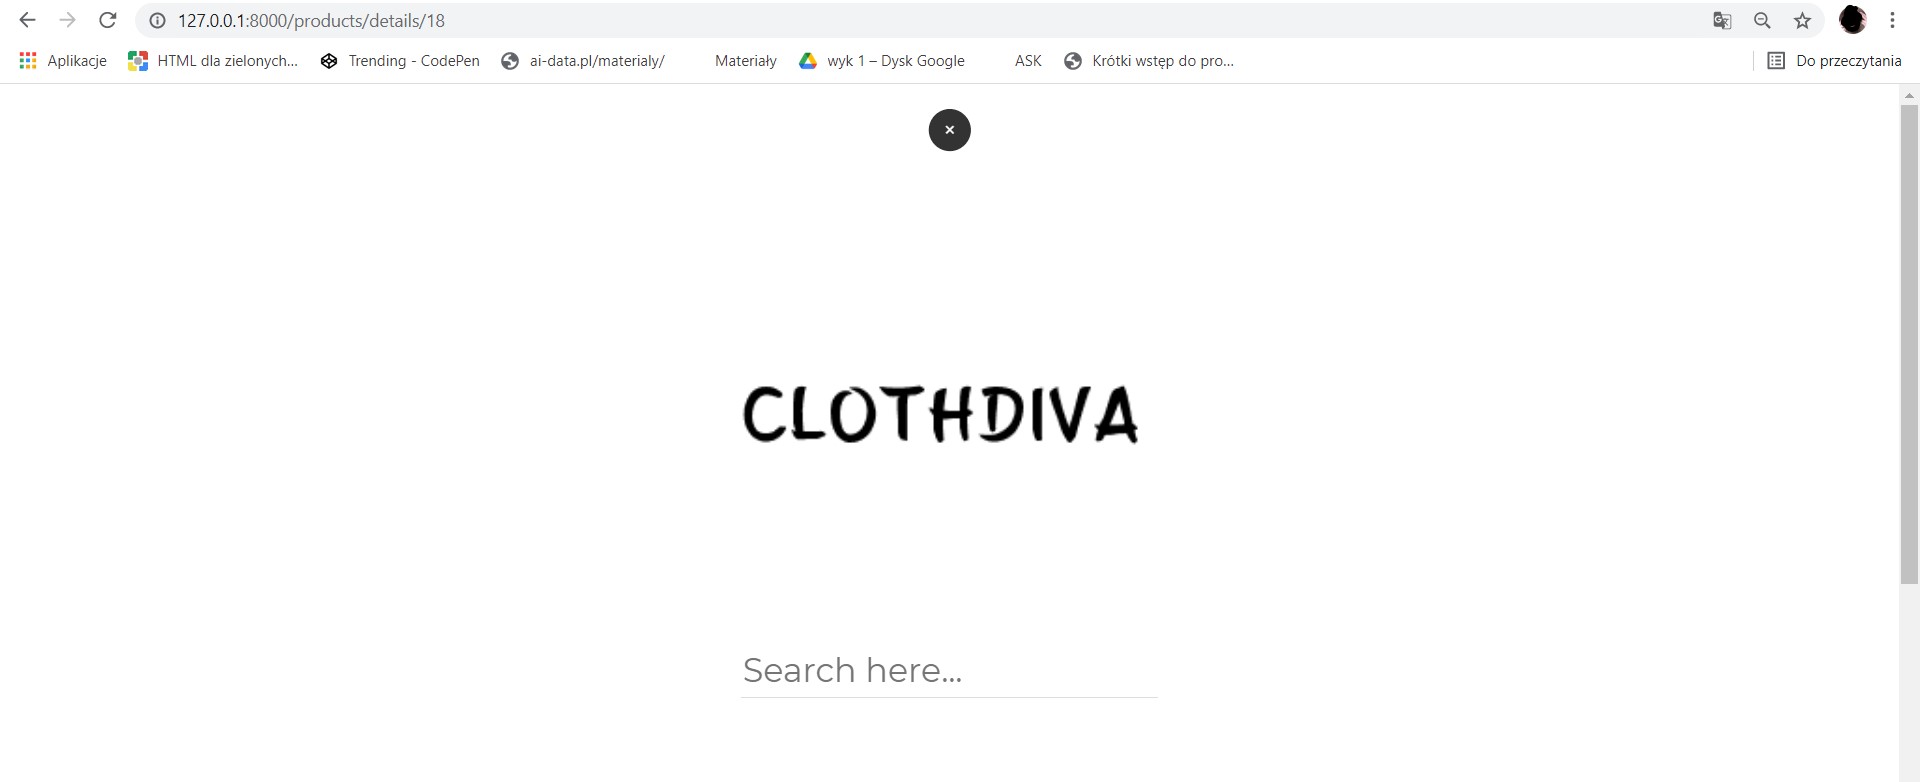 127.0.0.1:8000/products/details/18
Aplikacje HTML dla zielonych... Trending - CodePen ai-data.pl/materialy/ Materiały wyk 1 – Dysk Google ASK Krótki wstęp do pro... Do przeczytania
×
CLOTHDIVA
Search here...